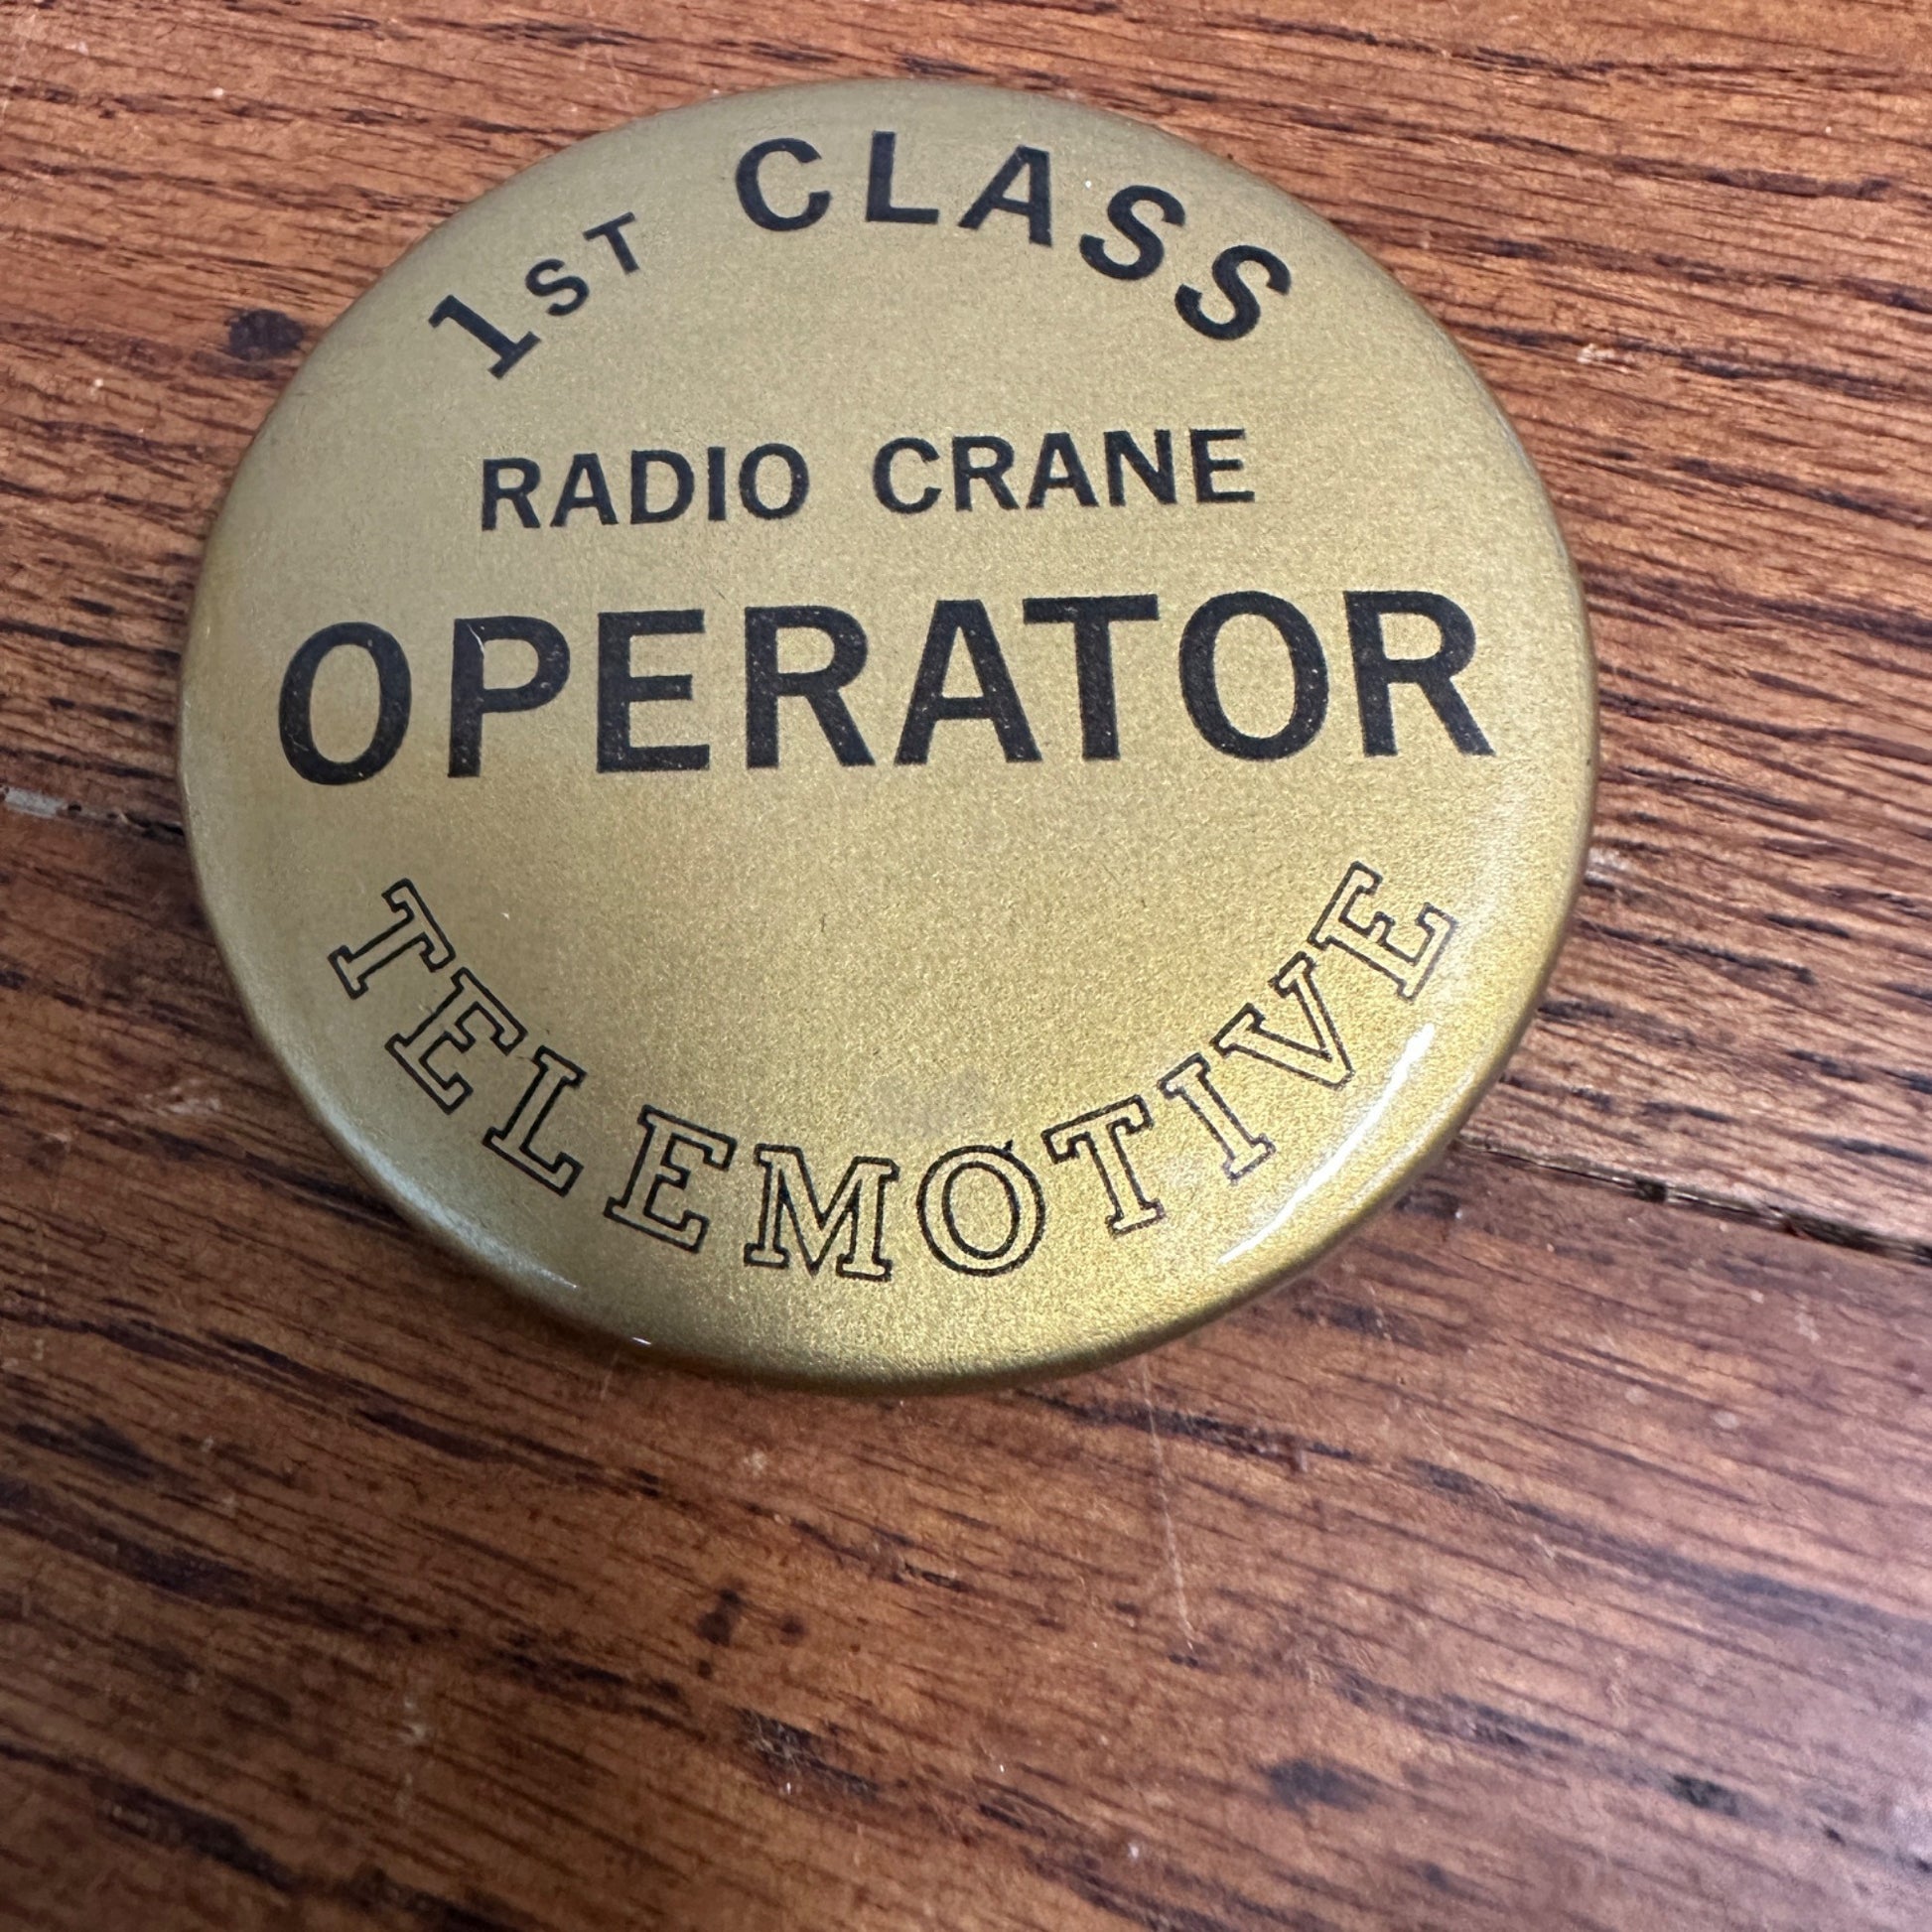 1ST CLASS
RADIO CRANE
OPERATOR
TELEMOTIVE